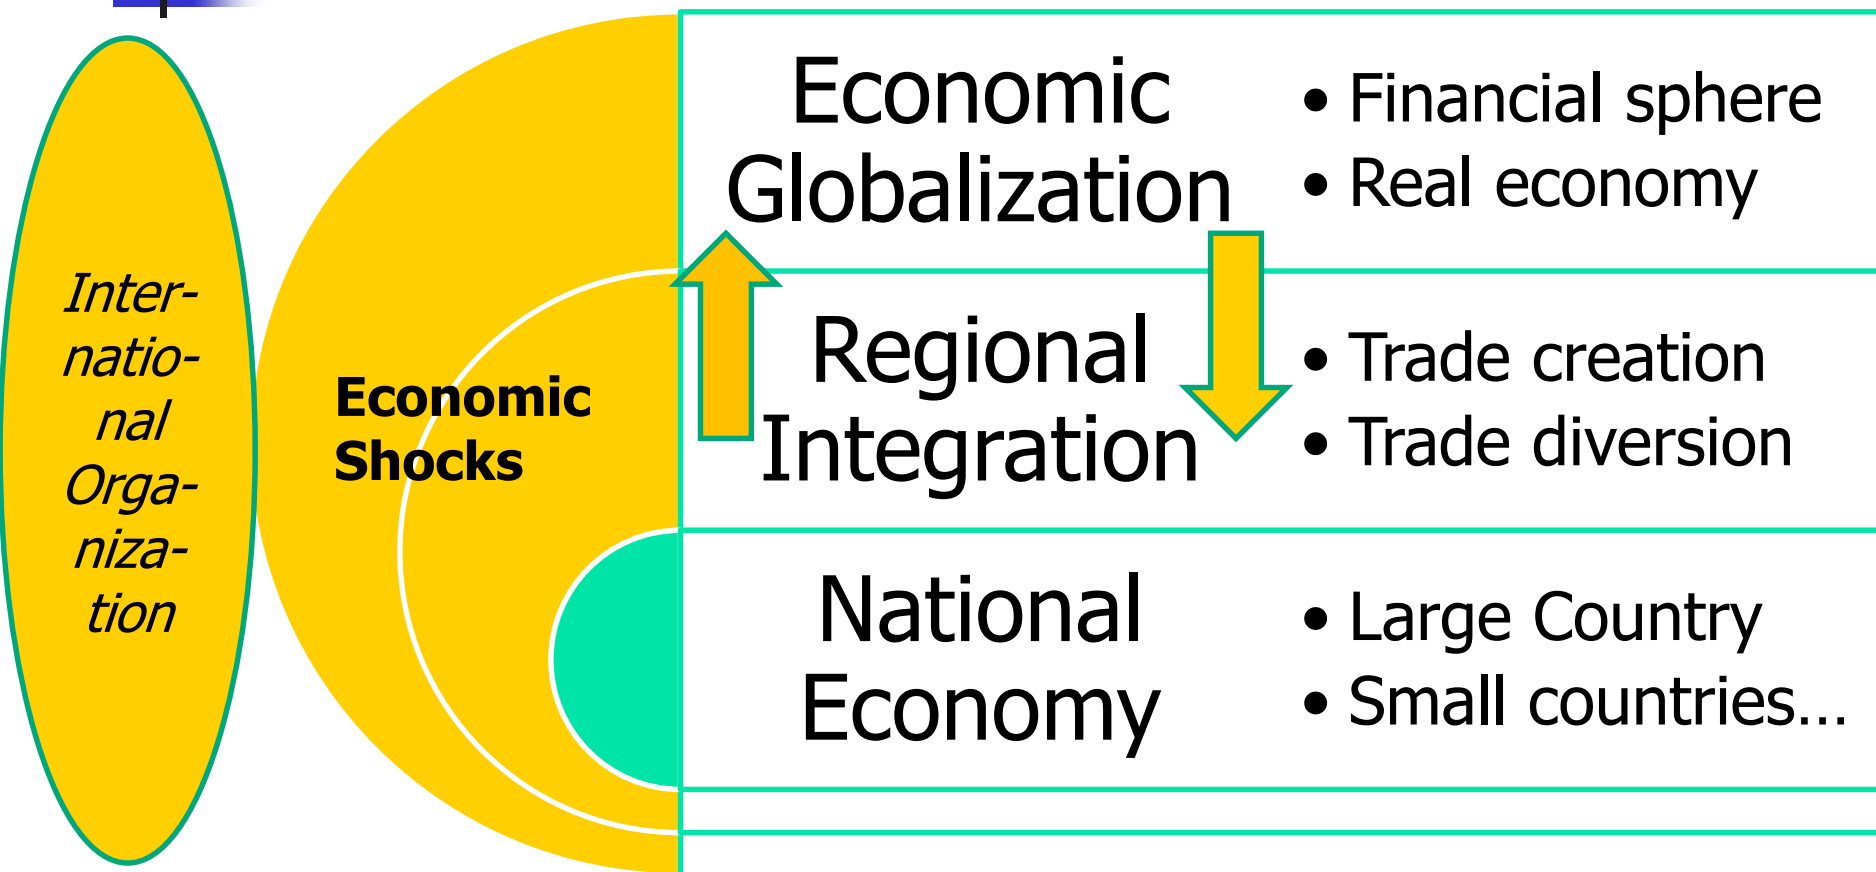 Inter-
natio-
nal
Orga-
niza-
tion
Economic
Shocks
Economic
Globalization
• Financial sphere
• Real economy
Regional
Integration
• Trade creation
• Trade diversion
National
Economy
• Large Country
• Small countries…